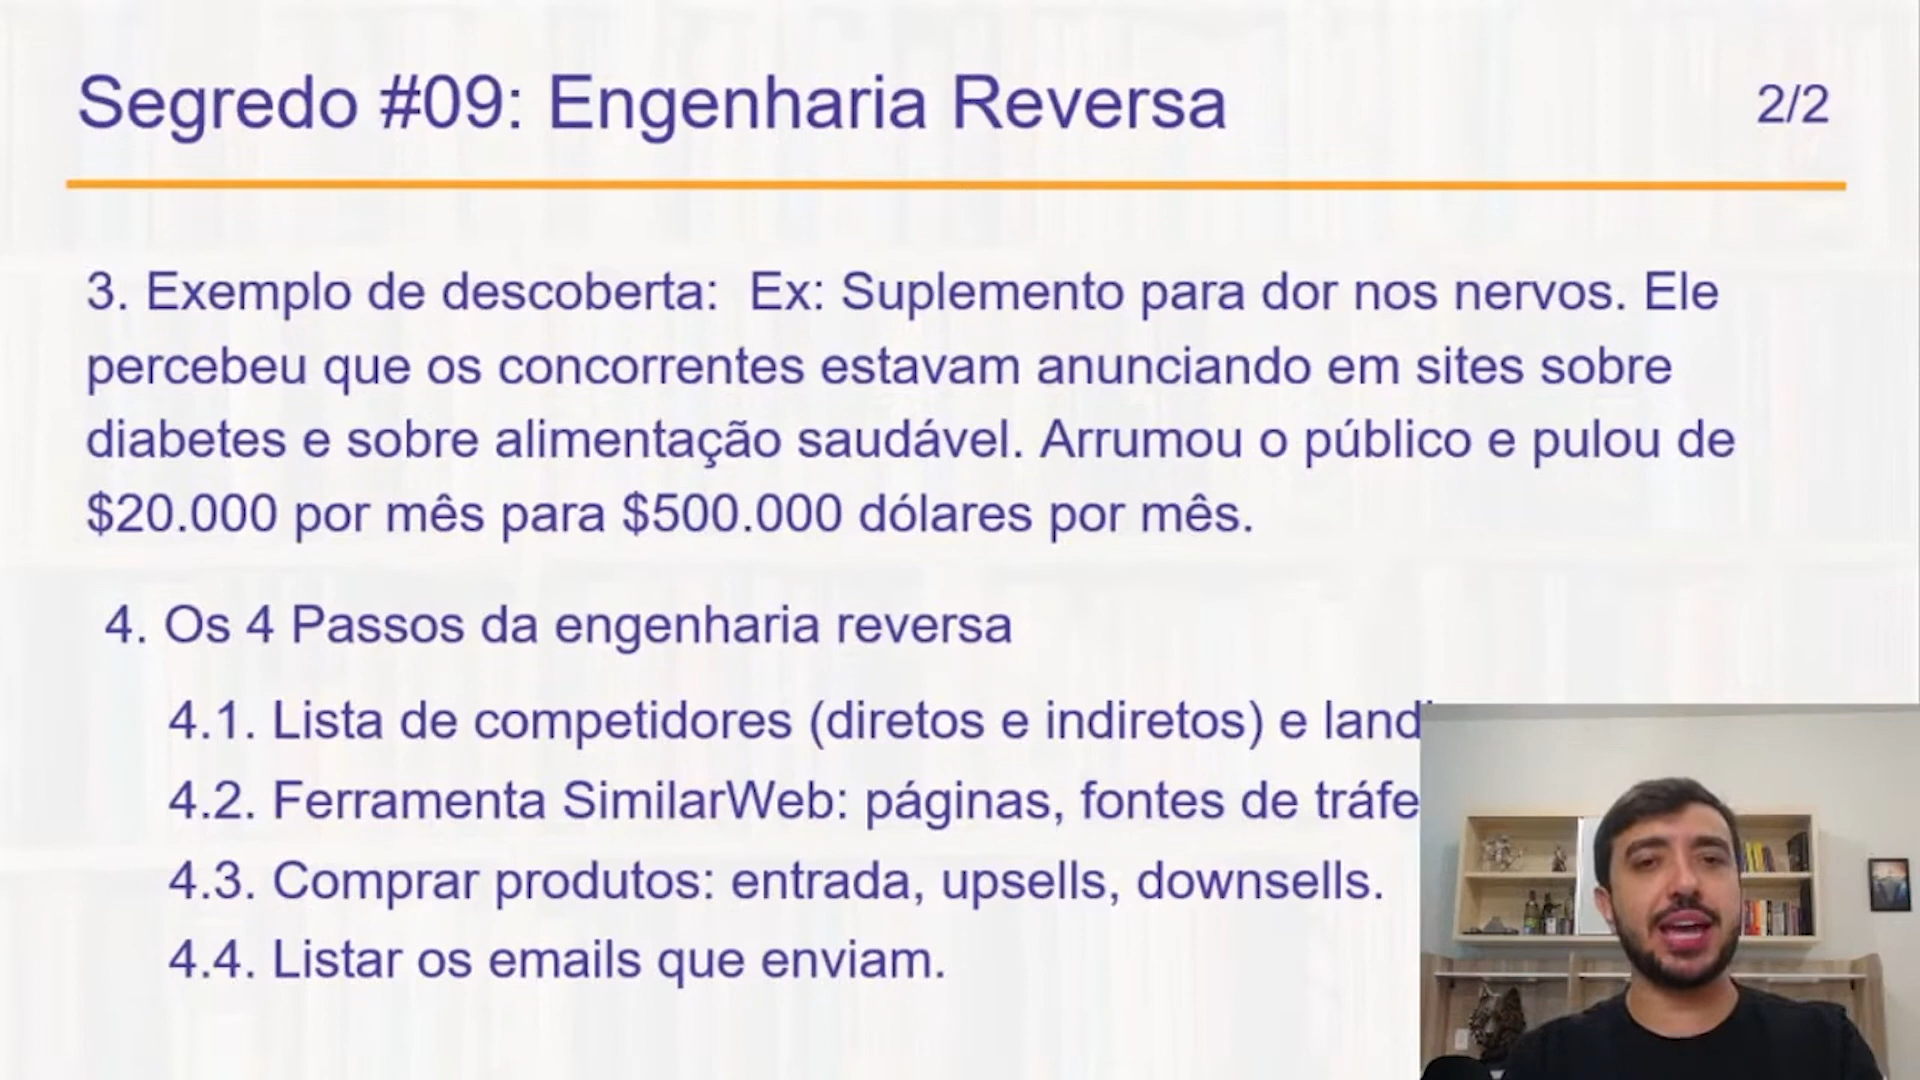 Segredo #09: Engenharia Reversa
2/2
3. Exemplo de descoberta: Ex: Suplemento para dor nos nervos. Ele
percebeu que os concorrentes estavam anunciando em sites sobre
diabetes e sobre alimentação saudável. Arrumou o público e pulou de
$20.000 por mês para $500.000 dólares por mês.
4. Os 4 Passos da engenharia reversa
4.1. Lista de competidores (diretos e indiretos) e
4.2. Ferramenta SimilarWeb: páginas, fontes de
4.3. Comprar produtos: entrada, upsells, downsells.
4.4. Listar os emails que enviam.